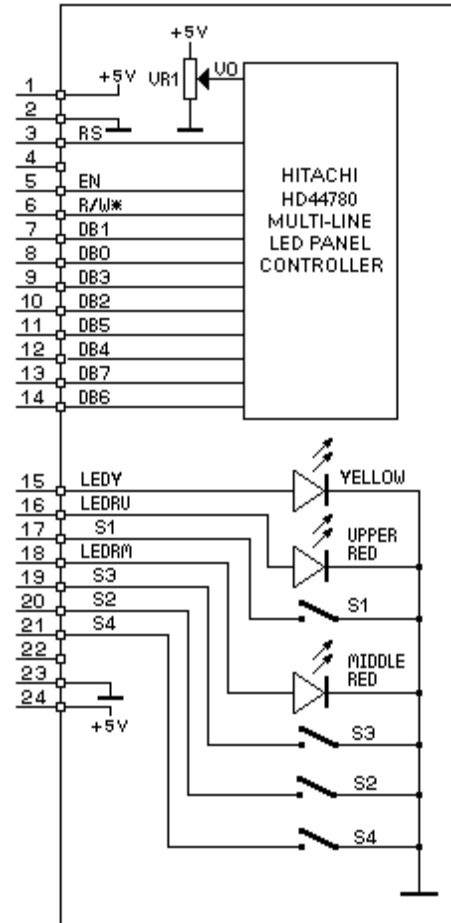 +5V
VR1
VO
1
+5V
2
3
RS
4
5
EN
6
R/W*
7
DB1
8
DB0
9
DB3
10
DB2
11
DB5
12
DB4
13
DB7
14
DB6
HITACHI
HD44780
MULTI-LINE
LED PANEL
CONTROLLER
15
LEDY
YELLOW
16
LEDRU
17
S1
UPPER
RED
18
LEDRM
19
S3
S1
20
S2
21
S4
22
MIDDLE
RED
23
24
+5V
S3
S2
S4